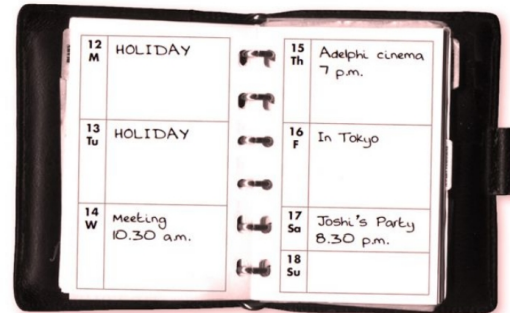 12
M
HOLIDAY
13
Tu
HOLIDAY
14
W
Meeting
10.30 a.m.
15
Th
Adelphi cinema
7 p.m.
16
F
In Tokyo
17
Sa
Joshi's Party
8.30 p.m.
18
Su